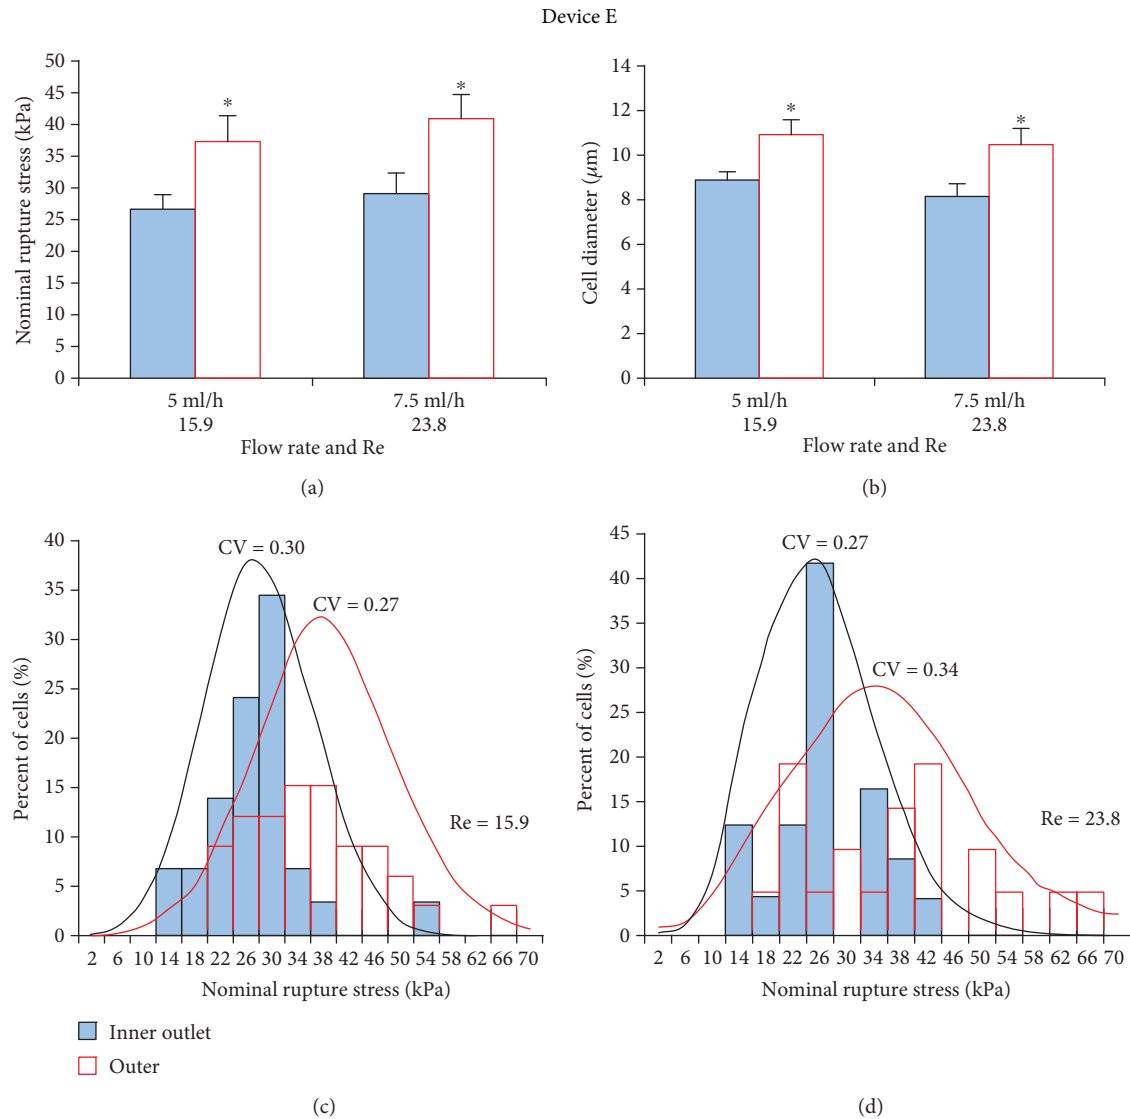 Device E
Nominal rupture stress (kPa)
50
45
40
35
30
25
20
15
10
5
0
*
*
5 ml/h
7.5 ml/h
15.9
23.8
Flow rate and Re
(a)
Cell diameter (μm)
14
12
10
8
6
4
2
0
*
*
5 ml/h
7.5 ml/h
15.9
23.8
Flow rate and Re
(b)
Percent of cells (%)
40
35
30
25
20
15
10
5
0
CV = 0.30
CV = 0.27
Re = 15.9
2 6 10 14 18 22 26 30 34 38 42 46 50 54 58 62 66 70
Nominal rupture stress (kPa)
Inner outlet
Outer
(c)
Percent of cells (%)
45
40
35
30
25
20
15
10
5
0
CV = 0.27
CV = 0.34
Re = 23.8
2 6 10 14 18 22 26 30 34 38 42 46 50 54 58 62 66 70
Nominal rupture stress (kPa)
(d)